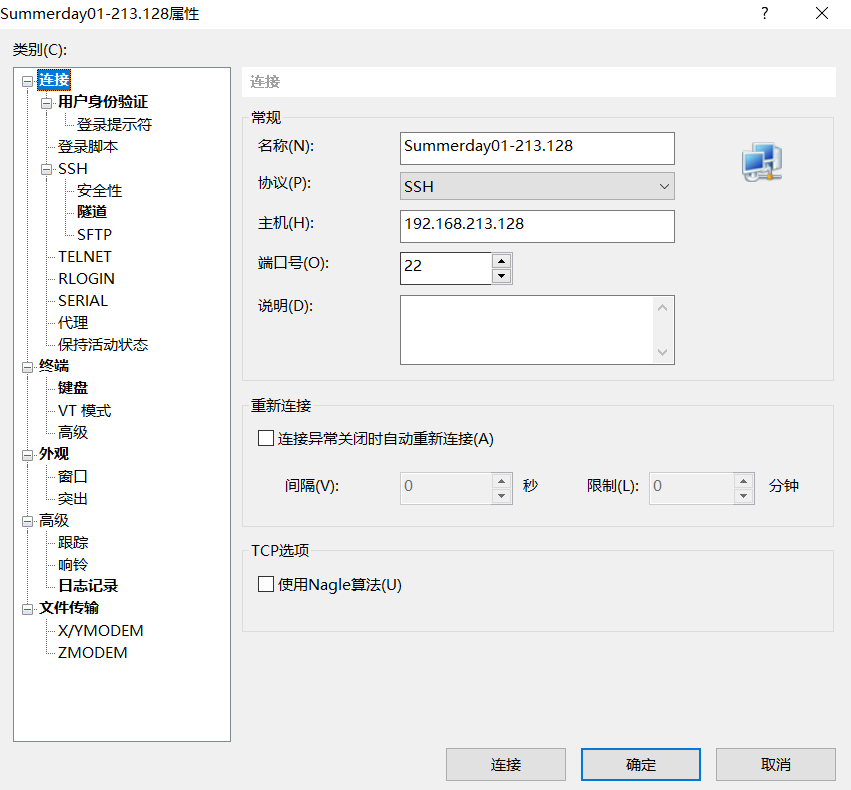 Summerday01-213.128属性
?
类别(C):
连接
用户身份验证
登录提示符
登录脚本
SSH
安全性
隧道
SFTP
TELNET
RLOGIN
SERIAL
代理
保持活动状态
终端
键盘
VT 模式
高级
外观
窗口
突出
高级
跟踪
响铃
日志记录
文件传输
X/YMODEM
ZMODEM
连接
常规
名称(N): Summerday01-213.128
协议(P): SSH
主机(H): 192.168.213.128
端口号(O): 22
说明(D):
重新连接
连接异常关闭时自动重新连接(A)
间隔(V): 0 秒 限制(L): 0 分钟
TCP选项
使用Nagle算法(U)
连接 确定 取消